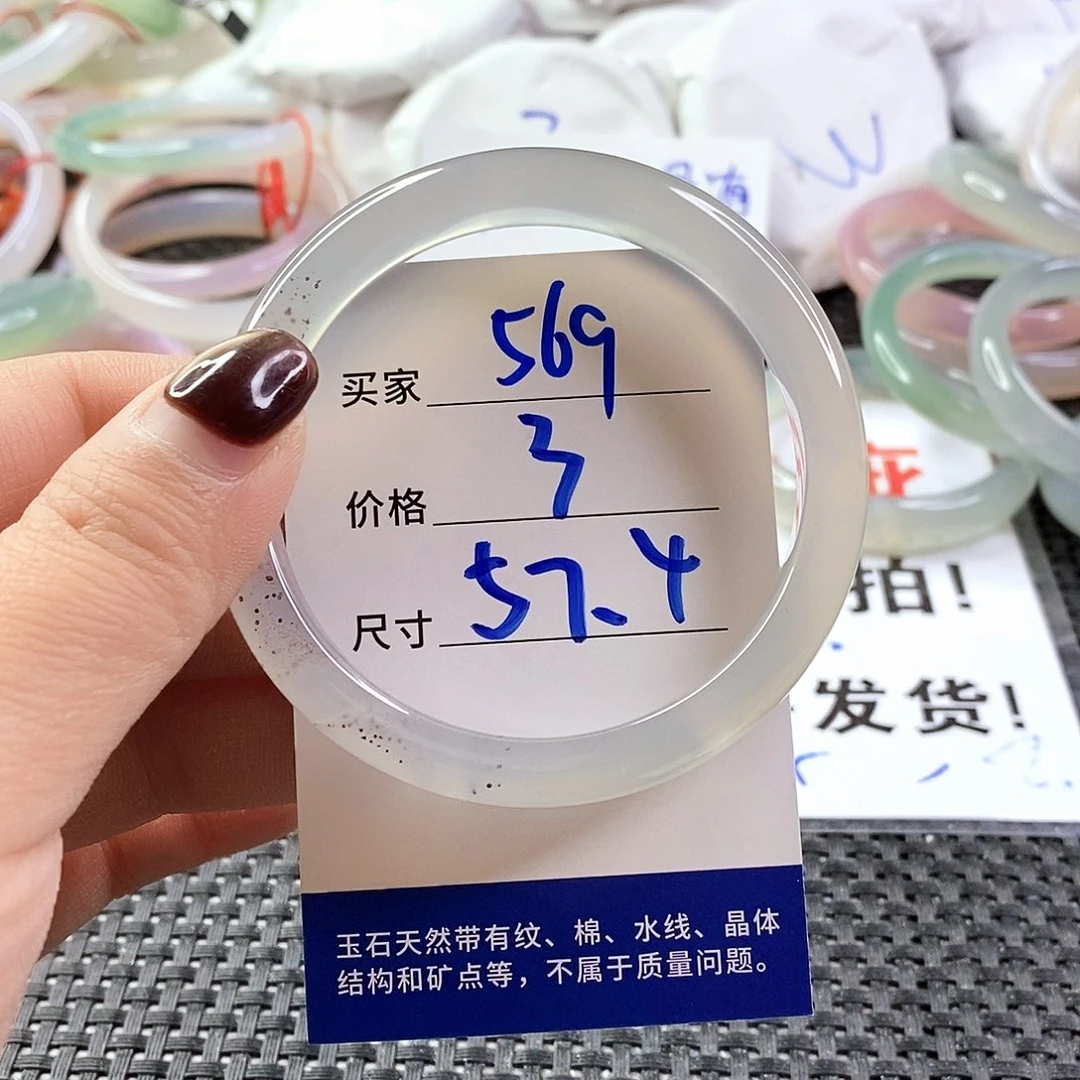 买家 569
价格 3
尺寸 57.4
玉石天然带有纹、棉、水线、晶体
结构和矿点等，不属于质量问题。
拍！
发货！